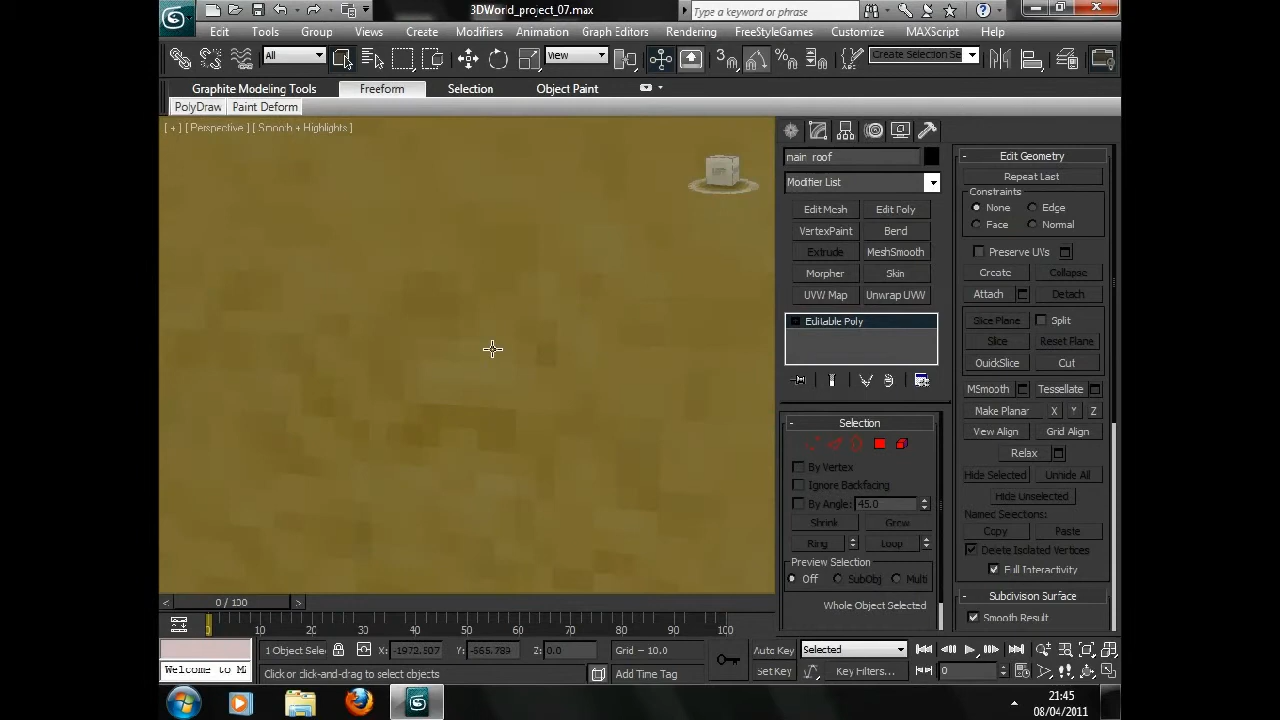 3DWorld_project_07.max
Type a keyword or phrase
Edit Tools Group Views Create Modifiers Animation Graph Editors Rendering FreeStyleGames Customize MAXScript Help
All View Create Selection Se
Graphite Modeling Tools Freeform Selection Object Paint
PolyDraw Paint Deform
[ + ] [ Perspective ] [ Smooth + Highlights ]
main_roof
Modifier List
Edit Mesh Edit Poly
VertexPaint Bend
Extrude MeshSmooth
Morpher Skin
UVW Map Unwrap UVW
Editable Poly
- Selection
By Vertex
Ignore Backfacing
By Angle: 45.0
Shrink Grow
Ring Loop
Preview Selection
Off SubObj Multi
Whole Object Selected
- Edit Geometry
Repeat Last
Constraints
None Edge
Face Normal
Preserve UVs
Create Collapse
Attach Detach
Slice Plane Split
Slice Reset Plane
QuickSlice Cut
MSmooth Tessellate
Make Planar X Y Z
View Align Grid Align
Relax
Hide Selected Unhide All
Hide Unselected
Named Selections:
Copy Paste
Delete Isolated Vertices
Full Interactivity
- Subdivision Surface
Smooth Result
< 0 / 100 >
10 20 30 40 50 60 70 80 90 100
1 Object Selec X: -1972.507 Y: -665.789 Z: 0.0 Grid = 10.0 Auto Key Selected
Welcome to MA Click or click-and-drag to select objects Add Time Tag Set Key Key Filters... 0
21:45
08/04/2011